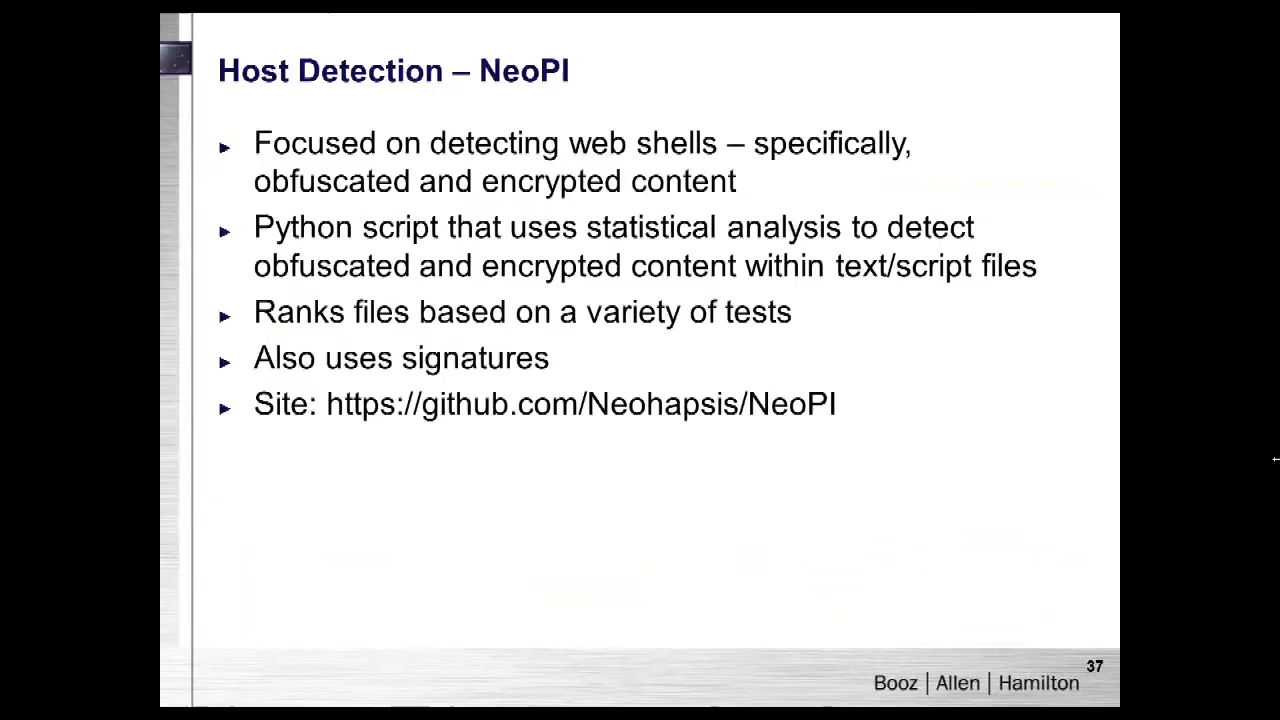 Host Detection – NeoPI
► Focused on detecting web shells – specifically,
obfuscated and encrypted content
► Python script that uses statistical analysis to detect
obfuscated and encrypted content within text/script files
► Ranks files based on a variety of tests
► Also uses signatures
► Site: https://github.com/Neohapsis/NeoPI
37
Booz | Allen | Hamilton